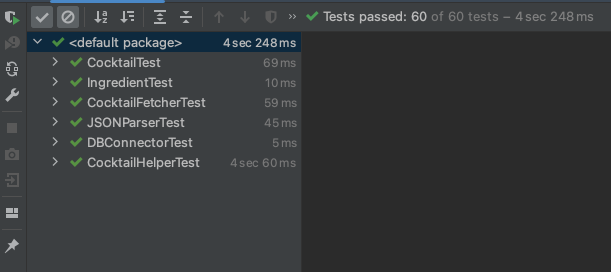 Tests passed: 60 of 60 tests – 4 sec 248 ms
<default package> 4 sec 248 ms
CocktailTest 69 ms
IngredientTest 10 ms
CocktailFetcherTest 59 ms
JSONParserTest 45 ms
DBConnectorTest 5 ms
CocktailHelperTest 4 sec 60 ms